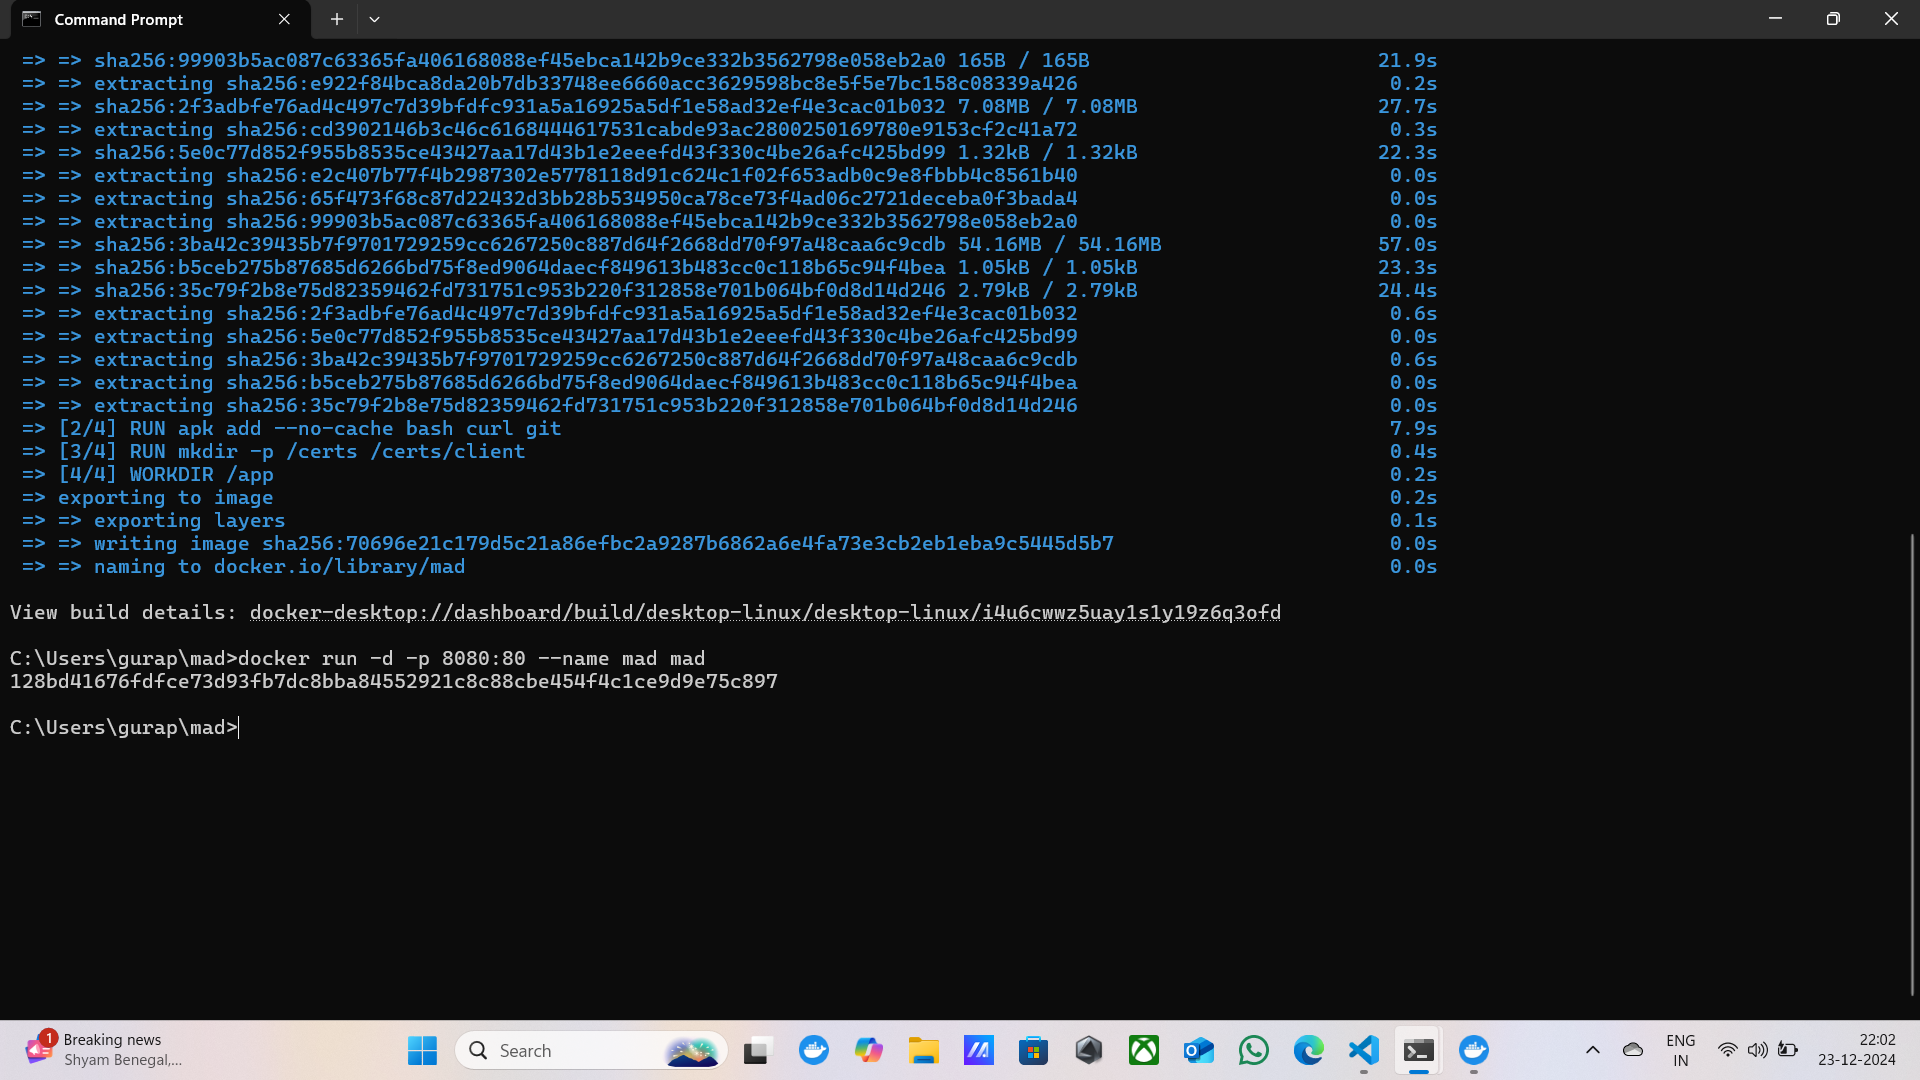 Command Prompt
=> => sha256:99903b5ac087c63365fa406168088ef45ebca142b9ce332b3562798e058eb2a0 165B / 165B 21.9s
=> => extracting sha256:e922f84bca8da20b7db33748ee6660acc3629598bc8e5f5e7bc158c08339a426 0.2s
=> => sha256:2f3adbfe76ad4c497c7d39bfdfc931a5a16925a5df1e58ad32ef4e3cac01b032 7.08MB / 7.08MB 27.7s
=> => extracting sha256:cd3902146b3c46c6168444617531cabde93ac2800250169780e9153cf2c41a72 0.3s
=> => sha256:5e0c77d852f955b8535ce43427aa17d43b1e2eeefd43f330c4be26afc425bd99 1.32kB / 1.32kB 22.3s
=> => extracting sha256:e2c407b77f4b2987302e5778118d91c624c1f02f653adb0c9e8fbbb4c8561b40 0.0s
=> => extracting sha256:65f473f68c87d22432d3bb28b534950ca78ce73f4ad06c2721deceba0f3bada4 0.0s
=> => extracting sha256:99903b5ac087c63365fa406168088ef45ebca142b9ce332b3562798e058eb2a0 0.0s
=> => sha256:3ba42c39435b7f9701729259cc6267250c887d64f2668dd70f97a48caa6c9cdb 54.16MB / 54.16MB 57.0s
=> => sha256:b5ceb275b87685d6266bd75f8ed9064daecf849613b483cc0c118b65c94f4bea 1.05kB / 1.05kB 23.3s
=> => sha256:35c79f2b8e75d82359462fd731751c953b220f312858e701b064bf0d8d14d246 2.79kB / 2.79kB 24.4s
=> => extracting sha256:2f3adbfe76ad4c497c7d39bfdfc931a5a16925a5df1e58ad32ef4e3cac01b032 0.6s
=> => extracting sha256:5e0c77d852f955b8535ce43427aa17d43b1e2eeefd43f330c4be26afc425bd99 0.0s
=> => extracting sha256:3ba42c39435b7f9701729259cc6267250c887d64f2668dd70f97a48caa6c9cdb 0.6s
=> => extracting sha256:b5ceb275b87685d6266bd75f8ed9064daecf849613b483cc0c118b65c94f4bea 0.0s
=> => extracting sha256:35c79f2b8e75d82359462fd731751c953b220f312858e701b064bf0d8d14d246 0.0s
=> [2/4] RUN apk add --no-cache bash curl git 7.9s
=> [3/4] RUN mkdir -p /certs /certs/client 0.4s
=> [4/4] WORKDIR /app 0.2s
=> exporting to image 0.2s
=> => exporting layers 0.1s
=> => writing image sha256:70696e21c179d5c21a86efbc2a9287b6862a6e4fa73e3cb2eb1eba9c5445d5b7 0.0s
=> => naming to docker.io/library/mad 0.0s
View build details: docker-desktop://dashboard/build/desktop-linux/desktop-linux/i4u6cwwz5uay1s1y19z6q3ofd
C:\Users\gurap\mad>docker run -d -p 8080:80 --name mad mad
128bd41676fdfce73d93fb7dc8bba84552921c8c88cbe454f4c1ce9d9e75c897
C:\Users\gurap\mad>
1
Breaking news
Shyam Benegal,...
Search
ENG
IN
22:02
23-12-2024